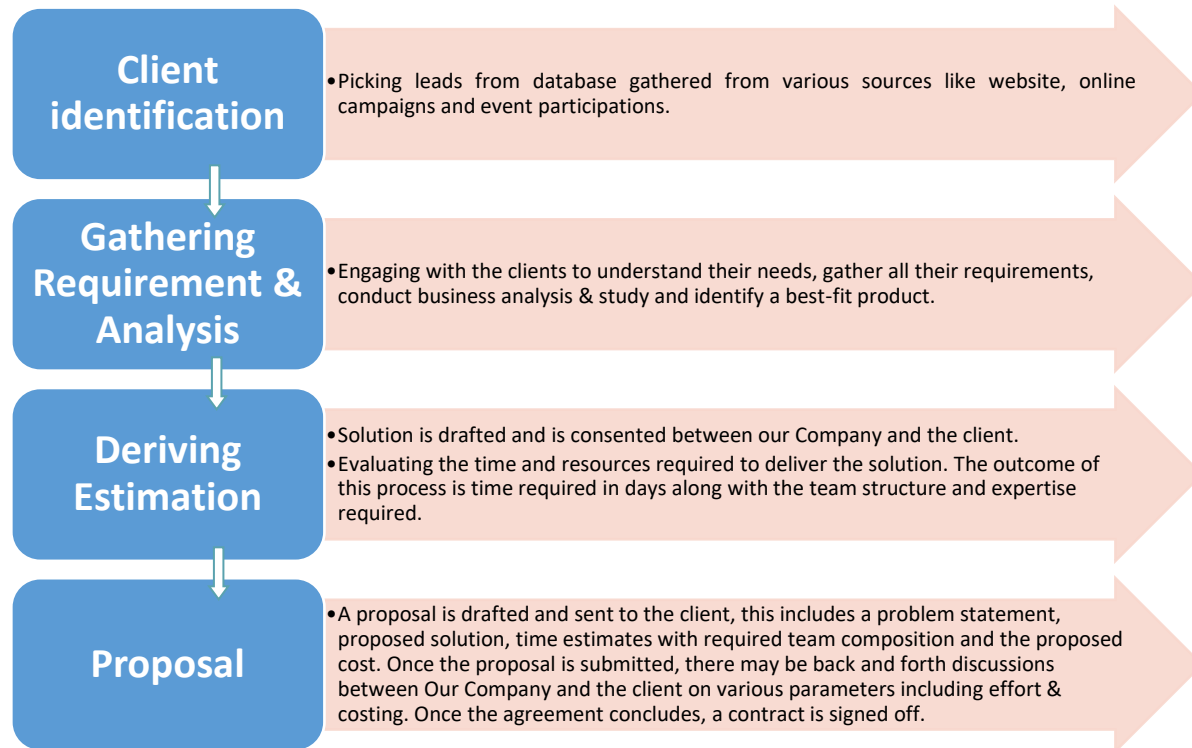 Client
identification
•Picking leads from database gathered from various sources like website, online
campaigns and event participations.
Gathering
Requirement &
Analysis
•Engaging with the clients to understand their needs, gather all their requirements,
conduct business analysis & study and identify a best-fit product.
Deriving
Estimation
•Solution is drafted and is consented between our Company and the client.
•Evaluating the time and resources required to deliver the solution. The outcome of
this process is time required in days along with the team structure and expertise
required.
Proposal
•A proposal is drafted and sent to the client, this includes a problem statement,
proposed solution, time estimates with required team composition and the proposed
cost. Once the proposal is submitted, there may be back and forth discussions
between Our Company and the client on various parameters including effort &
costing. Once the agreement concludes, a contract is signed off.